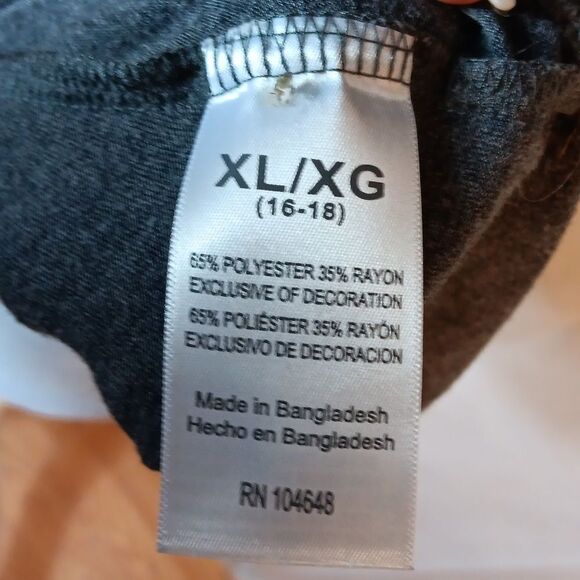 XL/XG
(16-18)
65% POLYESTER 35% RAYON
EXCLUSIVE OF DECORATION
65% POLIÉSTER 35% RAYÓN
EXCLUSIVO DE DECORACION
Made in Bangladesh
Hecho en Bangladesh
RN 104648